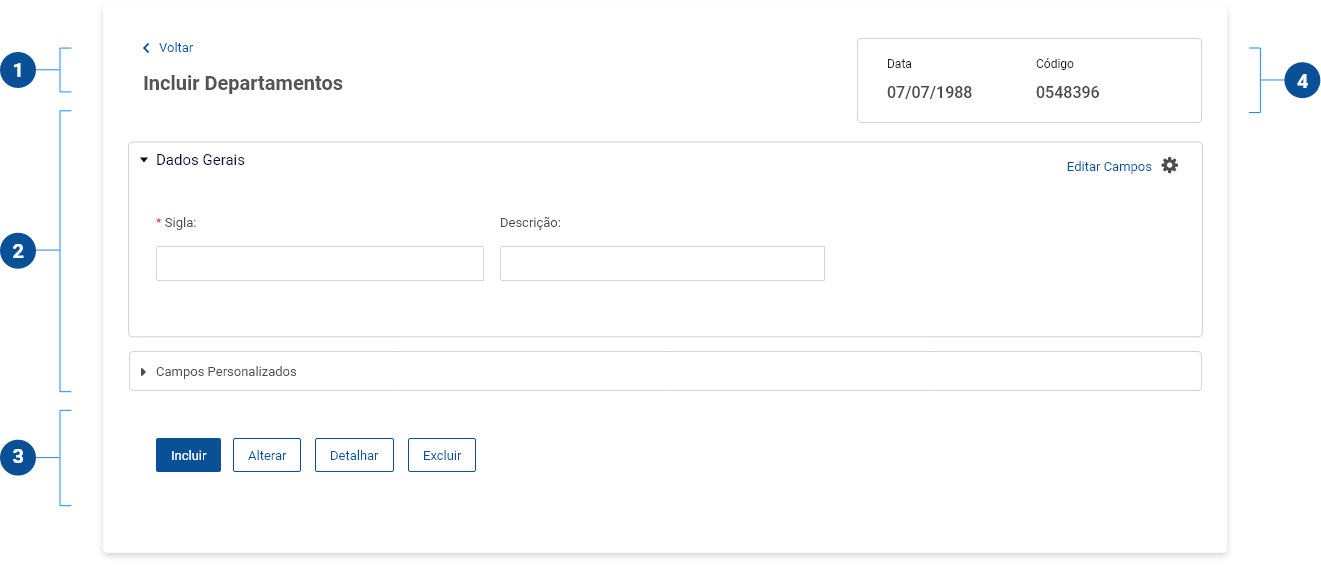 Voltar
Incluir Departamentos
Data Código
07/07/1988 0548396
1
4
Dados Gerais
Editar Campos
* Sigla: Descrição:
2
Campos Personalizados
3
Incluir Alterar Detalhar Excluir